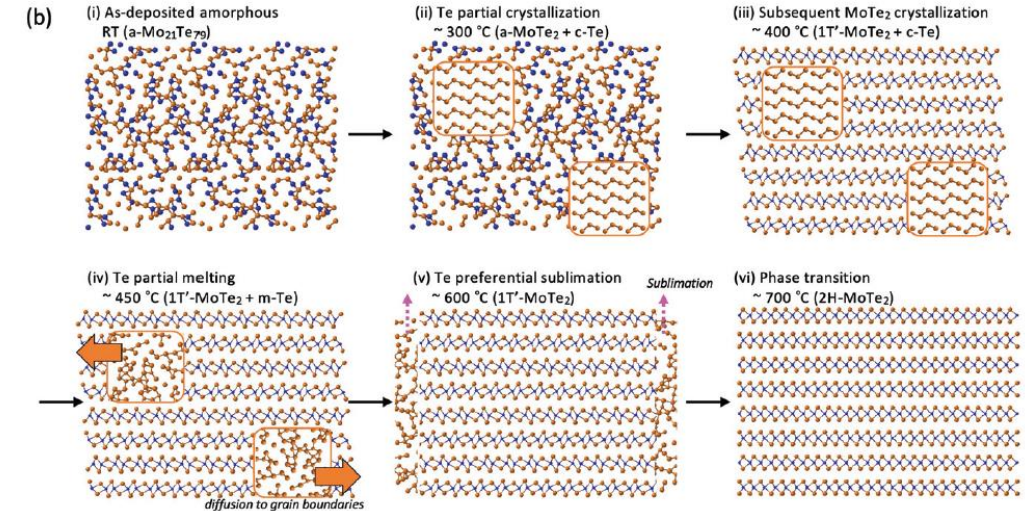 (b)
(i) As-deposited amorphous
RT (a-Mo₂₁Te₇₉)
(ii) Te partial crystallization
~ 300 °C (a-MoTe₂ + c-Te)
(iii) Subsequent MoTe₂ crystallization
~ 400 °C (1T′-MoTe₂ + c-Te)
(iv) Te partial melting
~ 450 °C (1T′-MoTe₂ + m-Te)
diffusion to grain boundaries
(v) Te preferential sublimation
~ 600 °C (1T′-MoTe₂)
Sublimation
(vi) Phase transition
~ 700 °C (2H-MoTe₂)